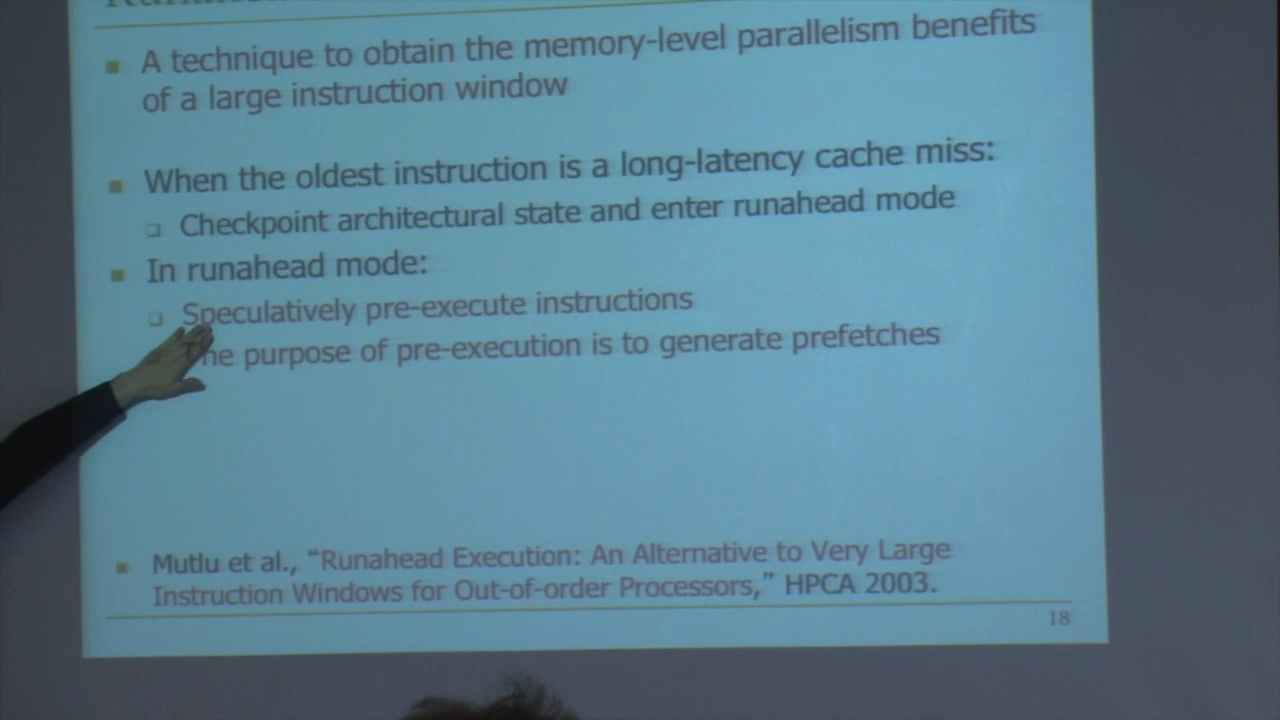 A technique to obtain the memory-level parallelism benefits
of a large instruction window
When the oldest instruction is a long-latency cache miss:
Checkpoint architectural state and enter runahead mode
In runahead mode:
Speculatively pre-execute instructions
The purpose of pre-execution is to generate prefetches
Mutlu et al., “Runahead Execution: An Alternative to Very Large
Instruction Windows for Out-of-order Processors,” HPCA 2003.
18